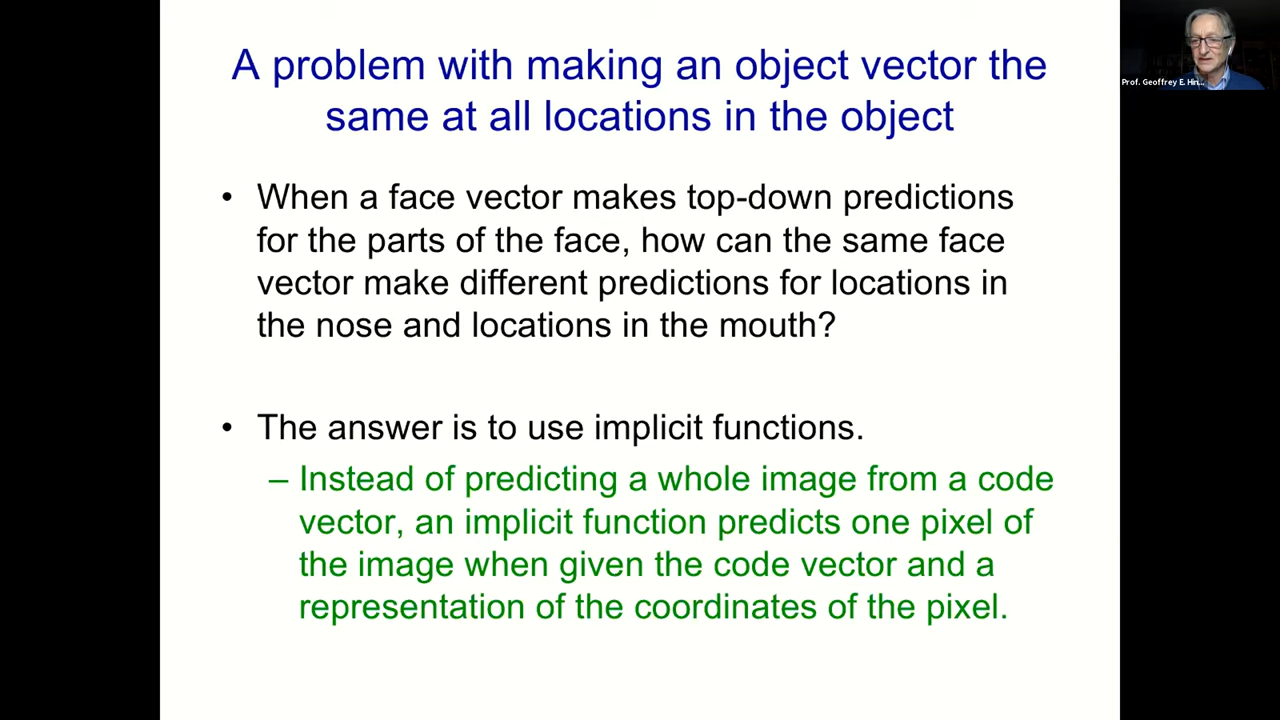 A problem with making an object vector the
same at all locations in the object
• When a face vector makes top-down predictions
for the parts of the face, how can the same face
vector make different predictions for locations in
the nose and locations in the mouth?
• The answer is to use implicit functions.
– Instead of predicting a whole image from a code
vector, an implicit function predicts one pixel of
the image when given the code vector and a
representation of the coordinates of the pixel.
Prof. Geoffrey E. Hin...